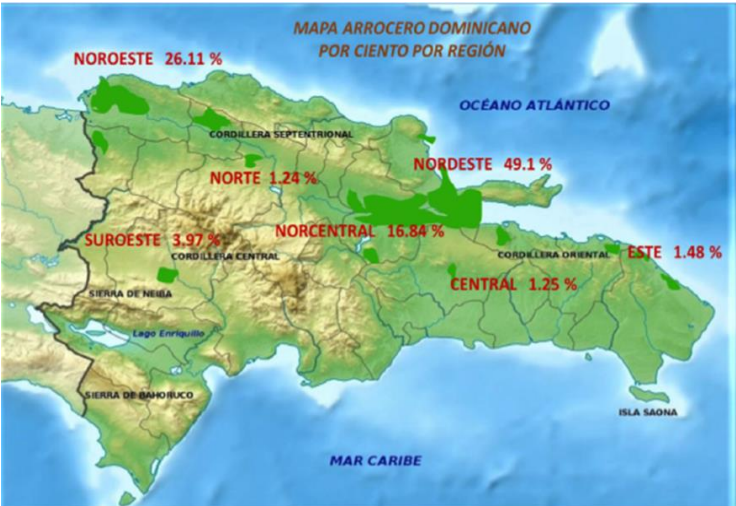 MAPA ARROCERO DOMINICANO
POR CIENTO POR REGIÓN
NOROESTE 26.11 %
OCÉANO ATLÁNTICO
CORDILLERA SEPTENTRIONAL
NORDESTE 49.1 %
NORTE 1.24 %
NORCENTRAL 16.84 %
SUROESTE 3.97 %
CORDILLERA CENTRAL
CORDILLERA ORIENTAL
ESTE 1.48 %
CENTRAL 1.25 %
SIERRA DE NEIBA
Lago Enriquillo
SIERRA DE BAHORUCO
ISLA SAONA
MAR CARIBE